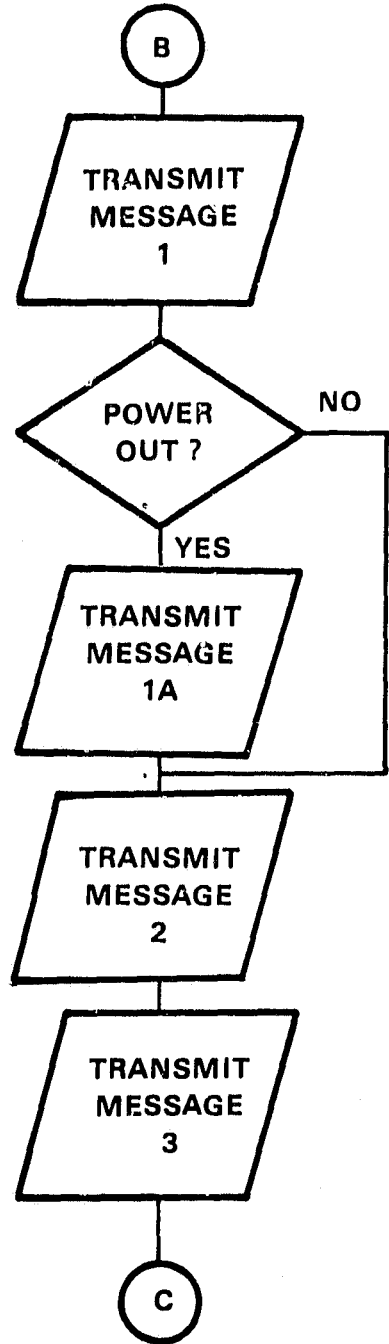 B
TRANSMIT
MESSAGE
1
POWER
OUT ?
NO
YES
TRANSMIT
MESSAGE
1A
TRANSMIT
MESSAGE
2
TRANSMIT
MESSAGE
3
C